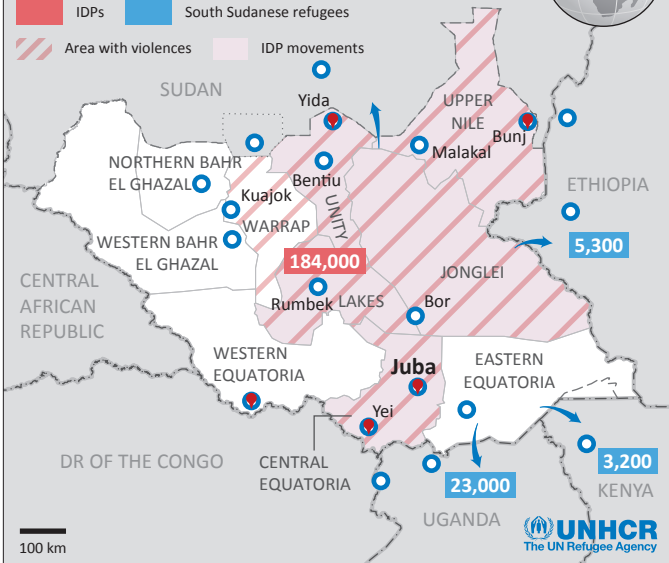 IDPs
South Sudanese refugees
Area with violences
IDP movements
SUDAN
Yida
UPPER
NILE
Bunj
Malakal
NORTHERN BAHR
EL GHAZAL
Bentiu
ETHIOPIA
Kuajok
UNITY
WARRAP
WESTERN BAHR
EL GHAZAL
5,300
184,000
JONGLEI
CENTRAL
AFRICAN
REPUBLIC
Rumbek
LAKES
Bor
WESTERN
EQUATORIA
Juba
EASTERN
EQUATORIA
Yei
DR OF THE CONGO
CENTRAL
EQUATORIA
3,200
23,000
KENYA
UGANDA
UNHCR
The UN Refugee Agency
100 km